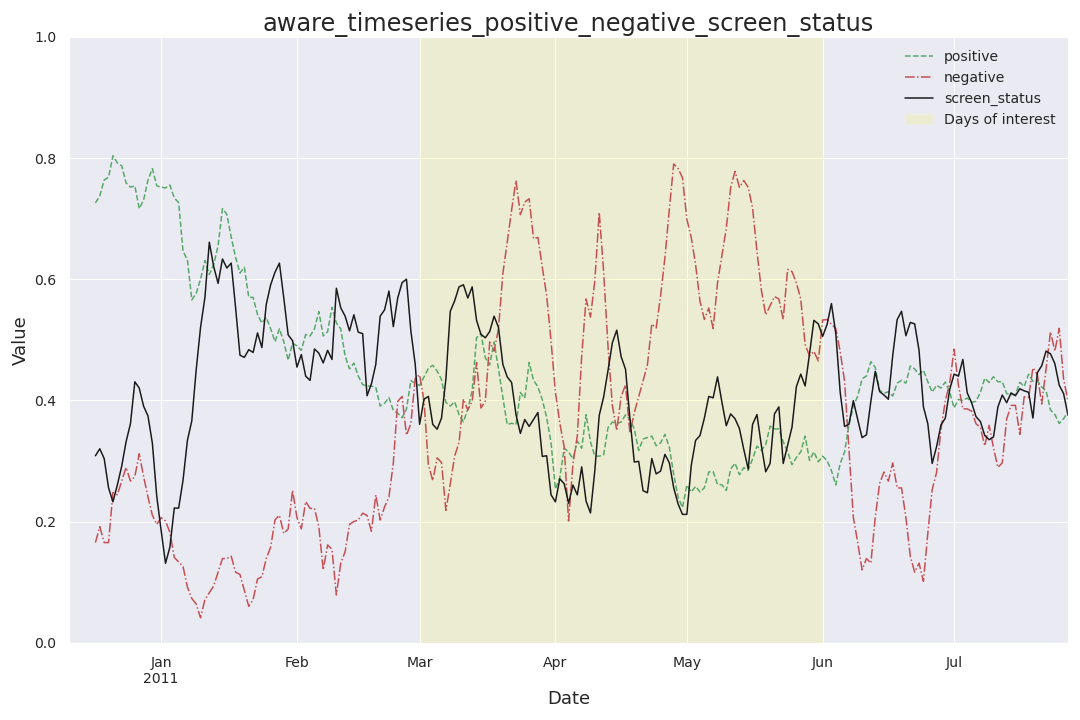 aware_timeseries_positive_negative_screen_status
1.0
0.8
0.6
0.4
0.2
0.0
Value
positive
negative
screen_status
Days of interest
Jan Feb Mar Apr May Jun Jul
2011
Date